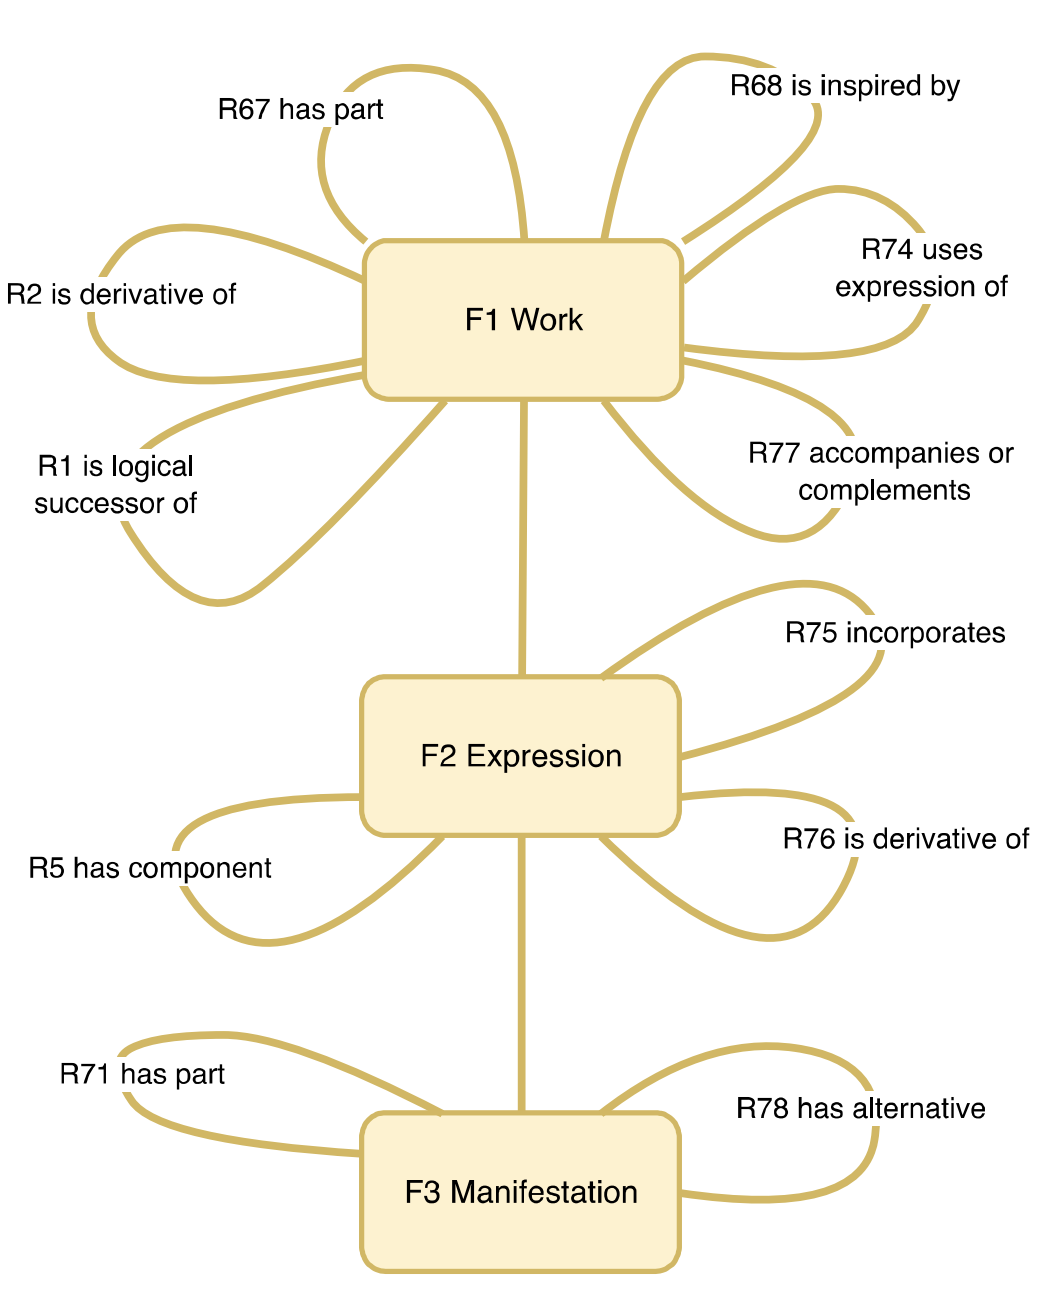 R68 is inspired by
R67 has part
R74 uses
expression of
R2 is derivative of
F1 Work
R77 accompanies or
complements
R1 is logical
successor of
R75 incorporates
F2 Expression
R76 is derivative of
R5 has component
R71 has part
R78 has alternative
F3 Manifestation